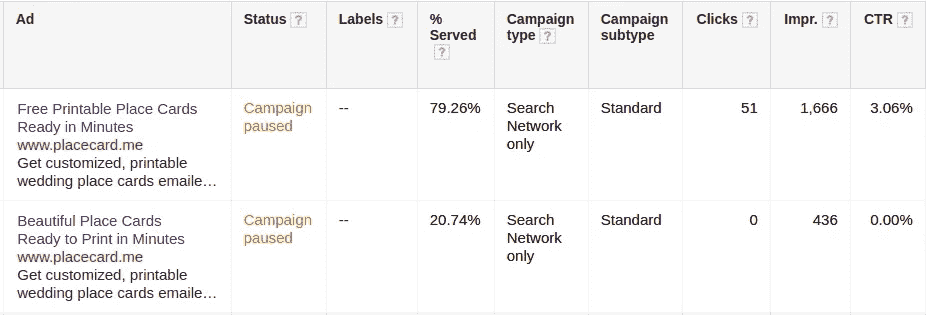 Ad Status ? Labels ? % Served ? Campaign type ? Campaign subtype Clicks ? Impr. ? CTR ?
Free Printable Place Cards Campaign -- 79.26% Search Standard 51 1,666 3.06%
Ready in Minutes paused Network
www.placecard.me only
Get customized, printable
wedding place cards emaile…
Beautiful Place Cards Campaign -- 20.74% Search Standard 0 436 0.00%
Ready to Print in Minutes paused Network
www.placecard.me only
Get customized, printable
wedding place cards emaile…